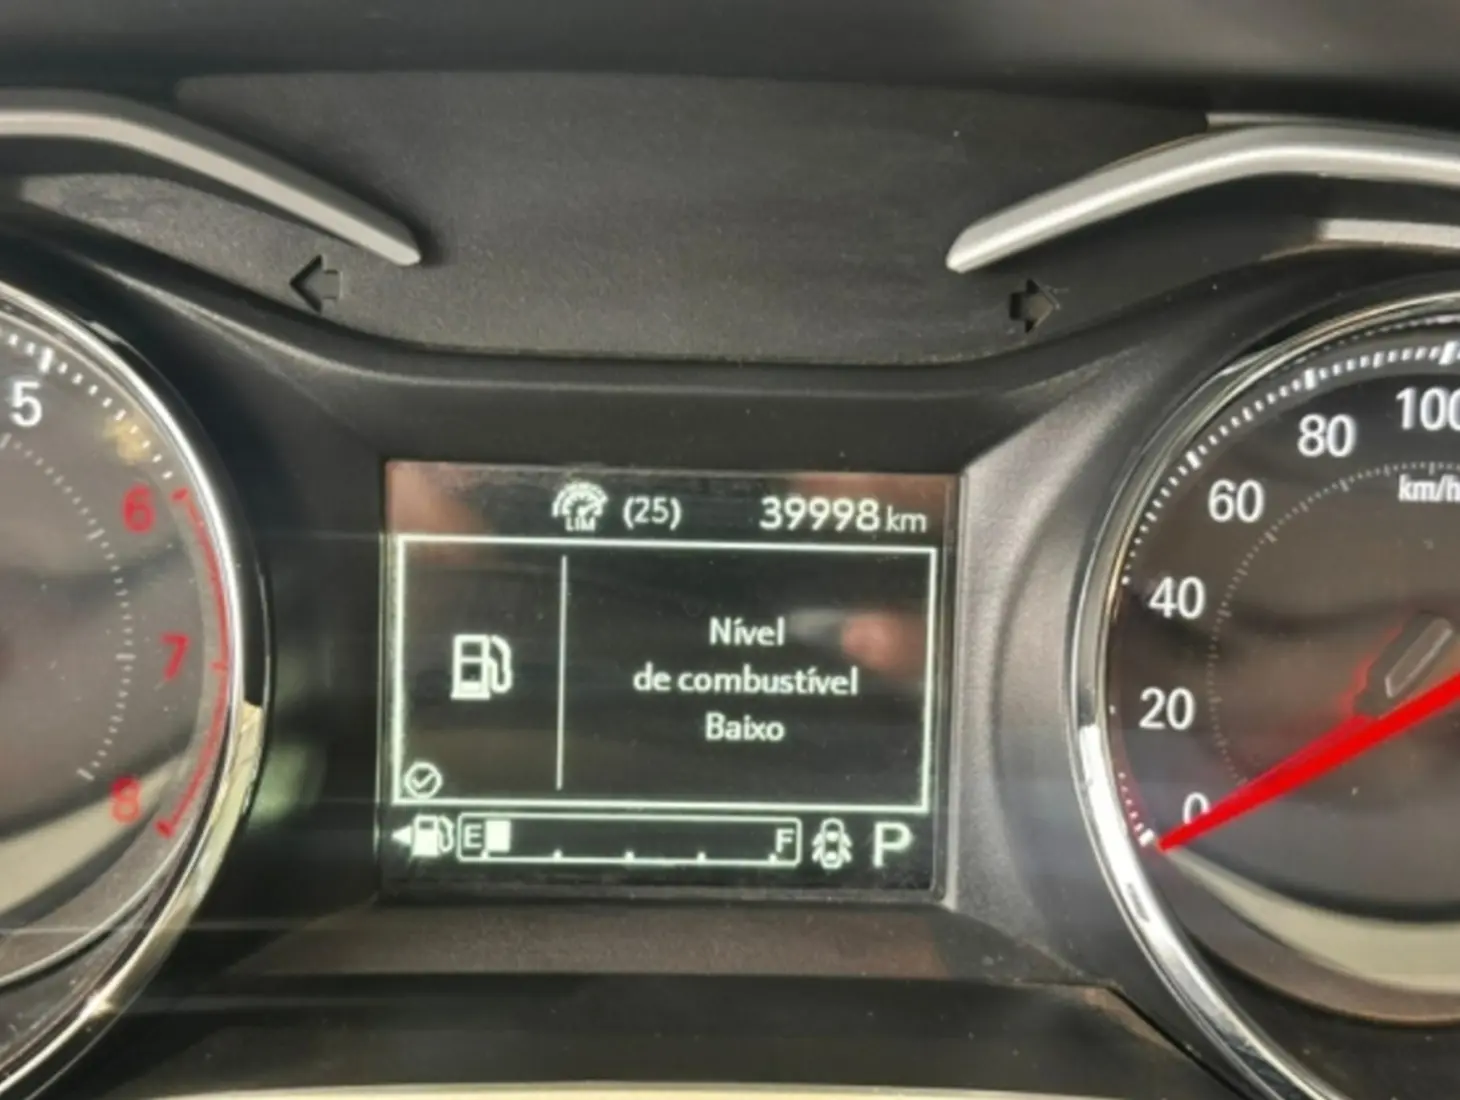 LIM (25) 39998 km
Nível
de combustível
Baixo
E F P
5
6
7
8
100
80
km/h
60
40
20
0